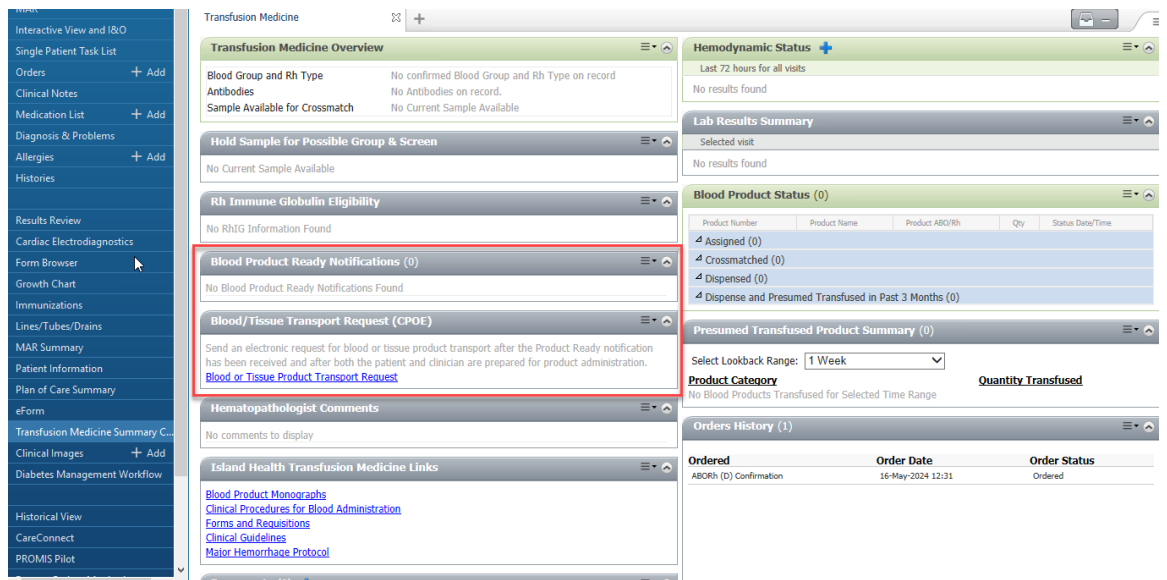 MAR
Interactive View and I&O
Single Patient Task List
Orders + Add
Clinical Notes
Medication List + Add
Diagnosis & Problems
Allergies + Add
Histories
Results Review
Cardiac Electrodiagnostics
Form Browser
Growth Chart
Immunizations
Lines/Tubes/Drains
MAR Summary
Patient Information
Plan of Care Summary
eForm
Transfusion Medicine Summary C...
Clinical Images + Add
Diabetes Management Workflow
Historical View
CareConnect
PROMIS Pilot
Transfusion Medicine
Transfusion Medicine Overview
Blood Group and Rh Type No confirmed Blood Group and Rh Type on record
Antibodies No Antibodies on record.
Sample Available for Crossmatch No Current Sample Available
Hold Sample for Possible Group & Screen
No Current Sample Available
Rh Immune Globulin Eligibility
No RhIG Information Found
Blood Product Ready Notifications (0)
No Blood Product Ready Notifications Found
Blood/Tissue Transport Request (CPOE)
Send an electronic request for blood or tissue product transport after the Product Ready notification
has been received and after both the patient and clinician are prepared for product administration.
Blood or Tissue Product Transport Request
Hematopathologist Comments
No comments to display
Island Health Transfusion Medicine Links
Blood Product Monographs
Clinical Procedures for Blood Administration
Forms and Requisitions
Clinical Guidelines
Major Hemorrhage Protocol
Hemodynamic Status
Last 72 hours for all visits
No results found
Lab Results Summary
Selected visit
No results found
Blood Product Status (0)
Product Number Product Name Product ABO/Rh Qty Status Date/Time
Assigned (0)
Crossmatched (0)
Dispensed (0)
Dispense and Presumed Transfused in Past 3 Months (0)
Presumed Transfused Product Summary (0)
Select Lookback Range: 1 Week
Product Category Quantity Transfused
No Blood Products Transfused for Selected Time Range
Orders History (1)
Ordered Order Date Order Status
ABORh (D) Confirmation 16-May-2024 12:31 Ordered